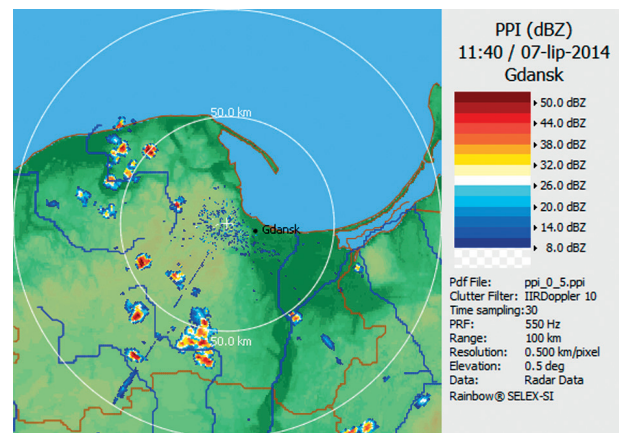 50.0 km
Gdansk
50.0 km
PPI (dBZ)
11:40 / 07-lip-2014
Gdansk
50.0 dBZ
44.0 dBZ
38.0 dBZ
32.0 dBZ
26.0 dBZ
20.0 dBZ
14.0 dBZ
8.0 dBZ
Pdf File: ppi_0_5.ppi
Clutter Filter: IIRDoppler 10
Time sampling:30
PRF: 550 Hz
Range: 100 km
Resolution: 0.500 km/pixel
Elevation: 0.5 deg
Data: Radar Data
Rainbow® SELEX-SI